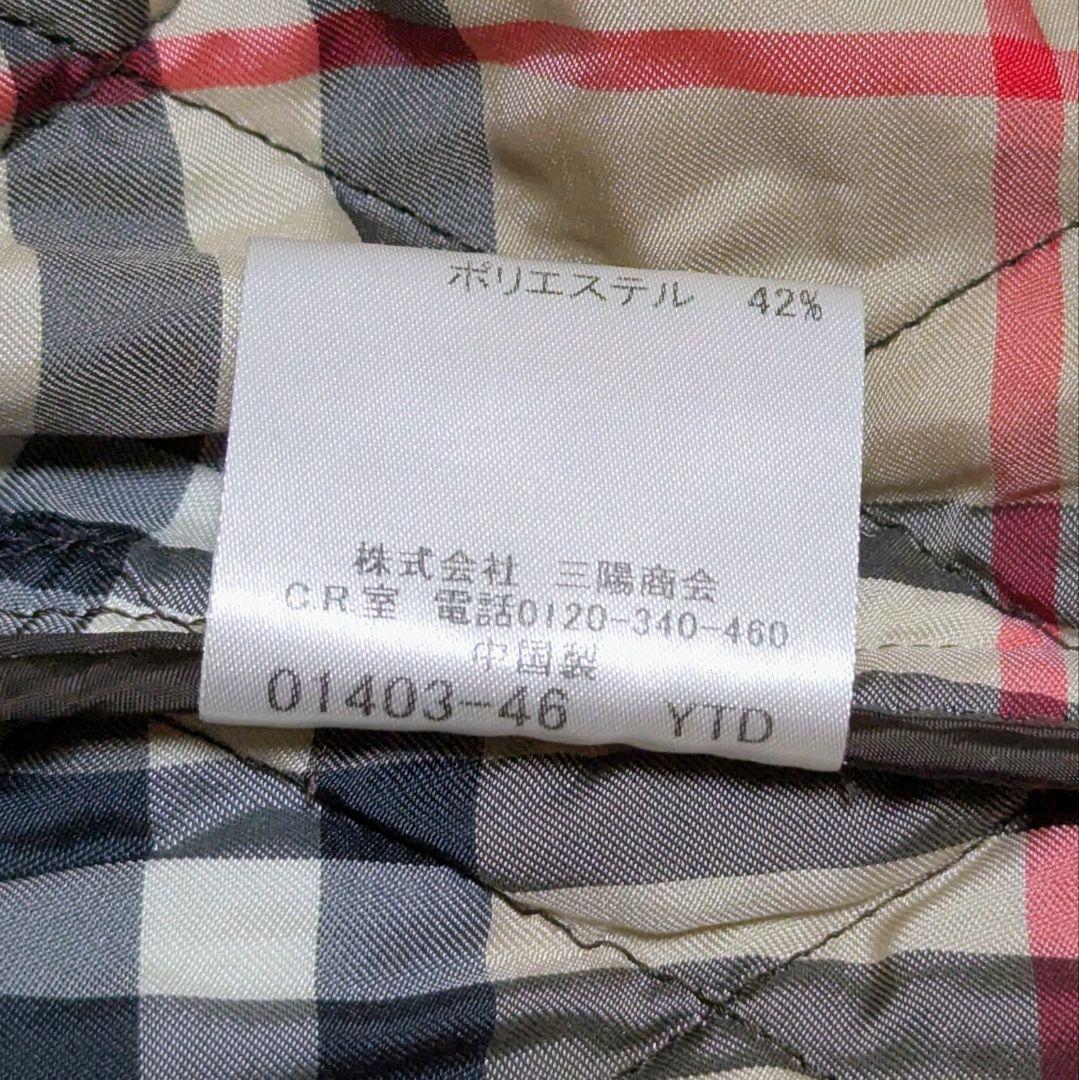 ポリエステル 42%
株式会社 三陽商会
C.R.室 電話0120-340-460
中国製
01403-46 YTD